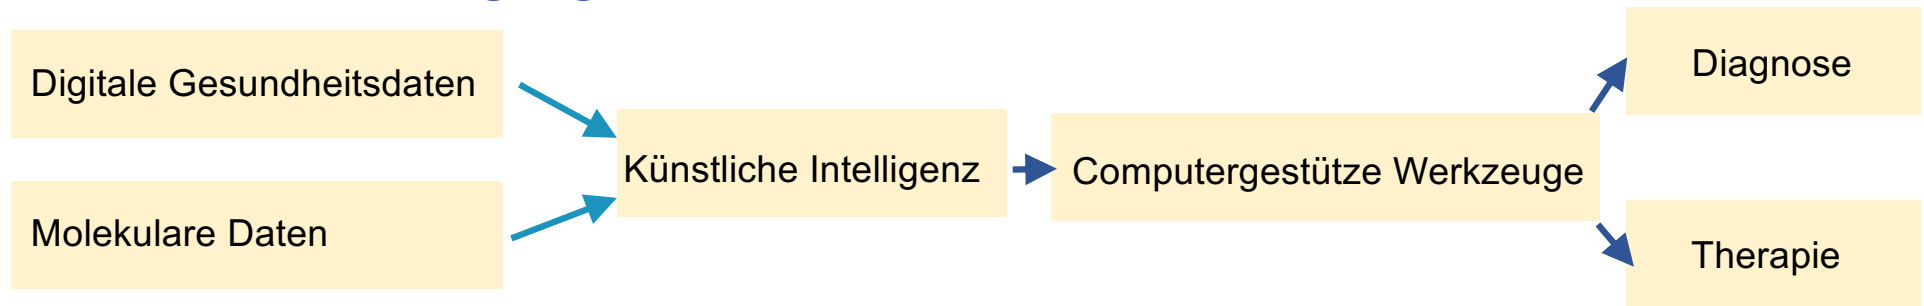 Digitale Gesundheitsdaten
Molekulare Daten
Künstliche Intelligenz
Computergestütze Werkzeuge
Diagnose
Therapie